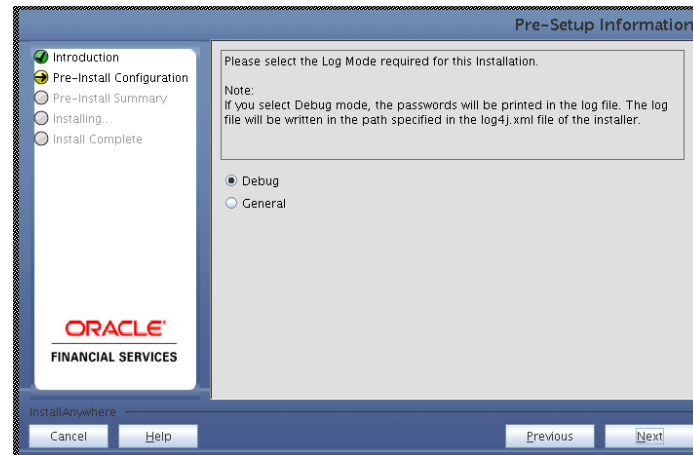 Pre-Setup Information
Introduction
Pre-Install Configuration
Pre-Install Summary
Installing...
Install Complete
Please select the Log Mode required for this Installation.
Note:
If you select Debug mode, the passwords will be printed in the log file. The log
file will be written in the path specified in the log4j.xml file of the installer.
Debug
General
ORACLE
FINANCIAL SERVICES
InstallAnywhere
Cancel
Help
Previous
Next